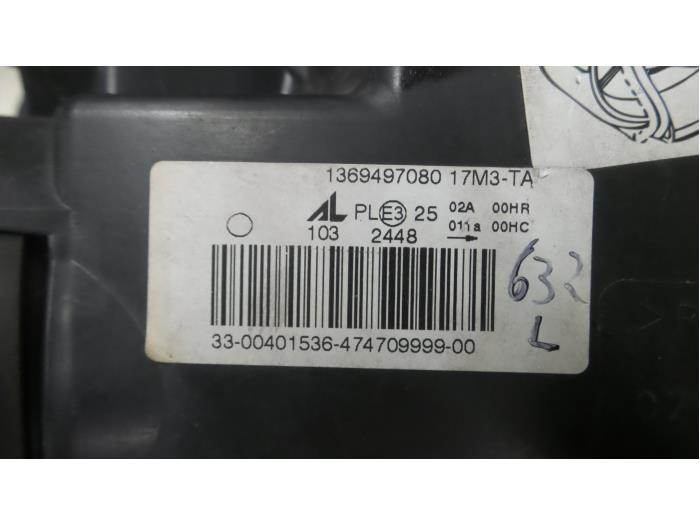 1369497080 17M3-TA
AL PL E3 25 02A 00HR
103 2448 011a → 00HC
33-00401536-474709999-00
632
L